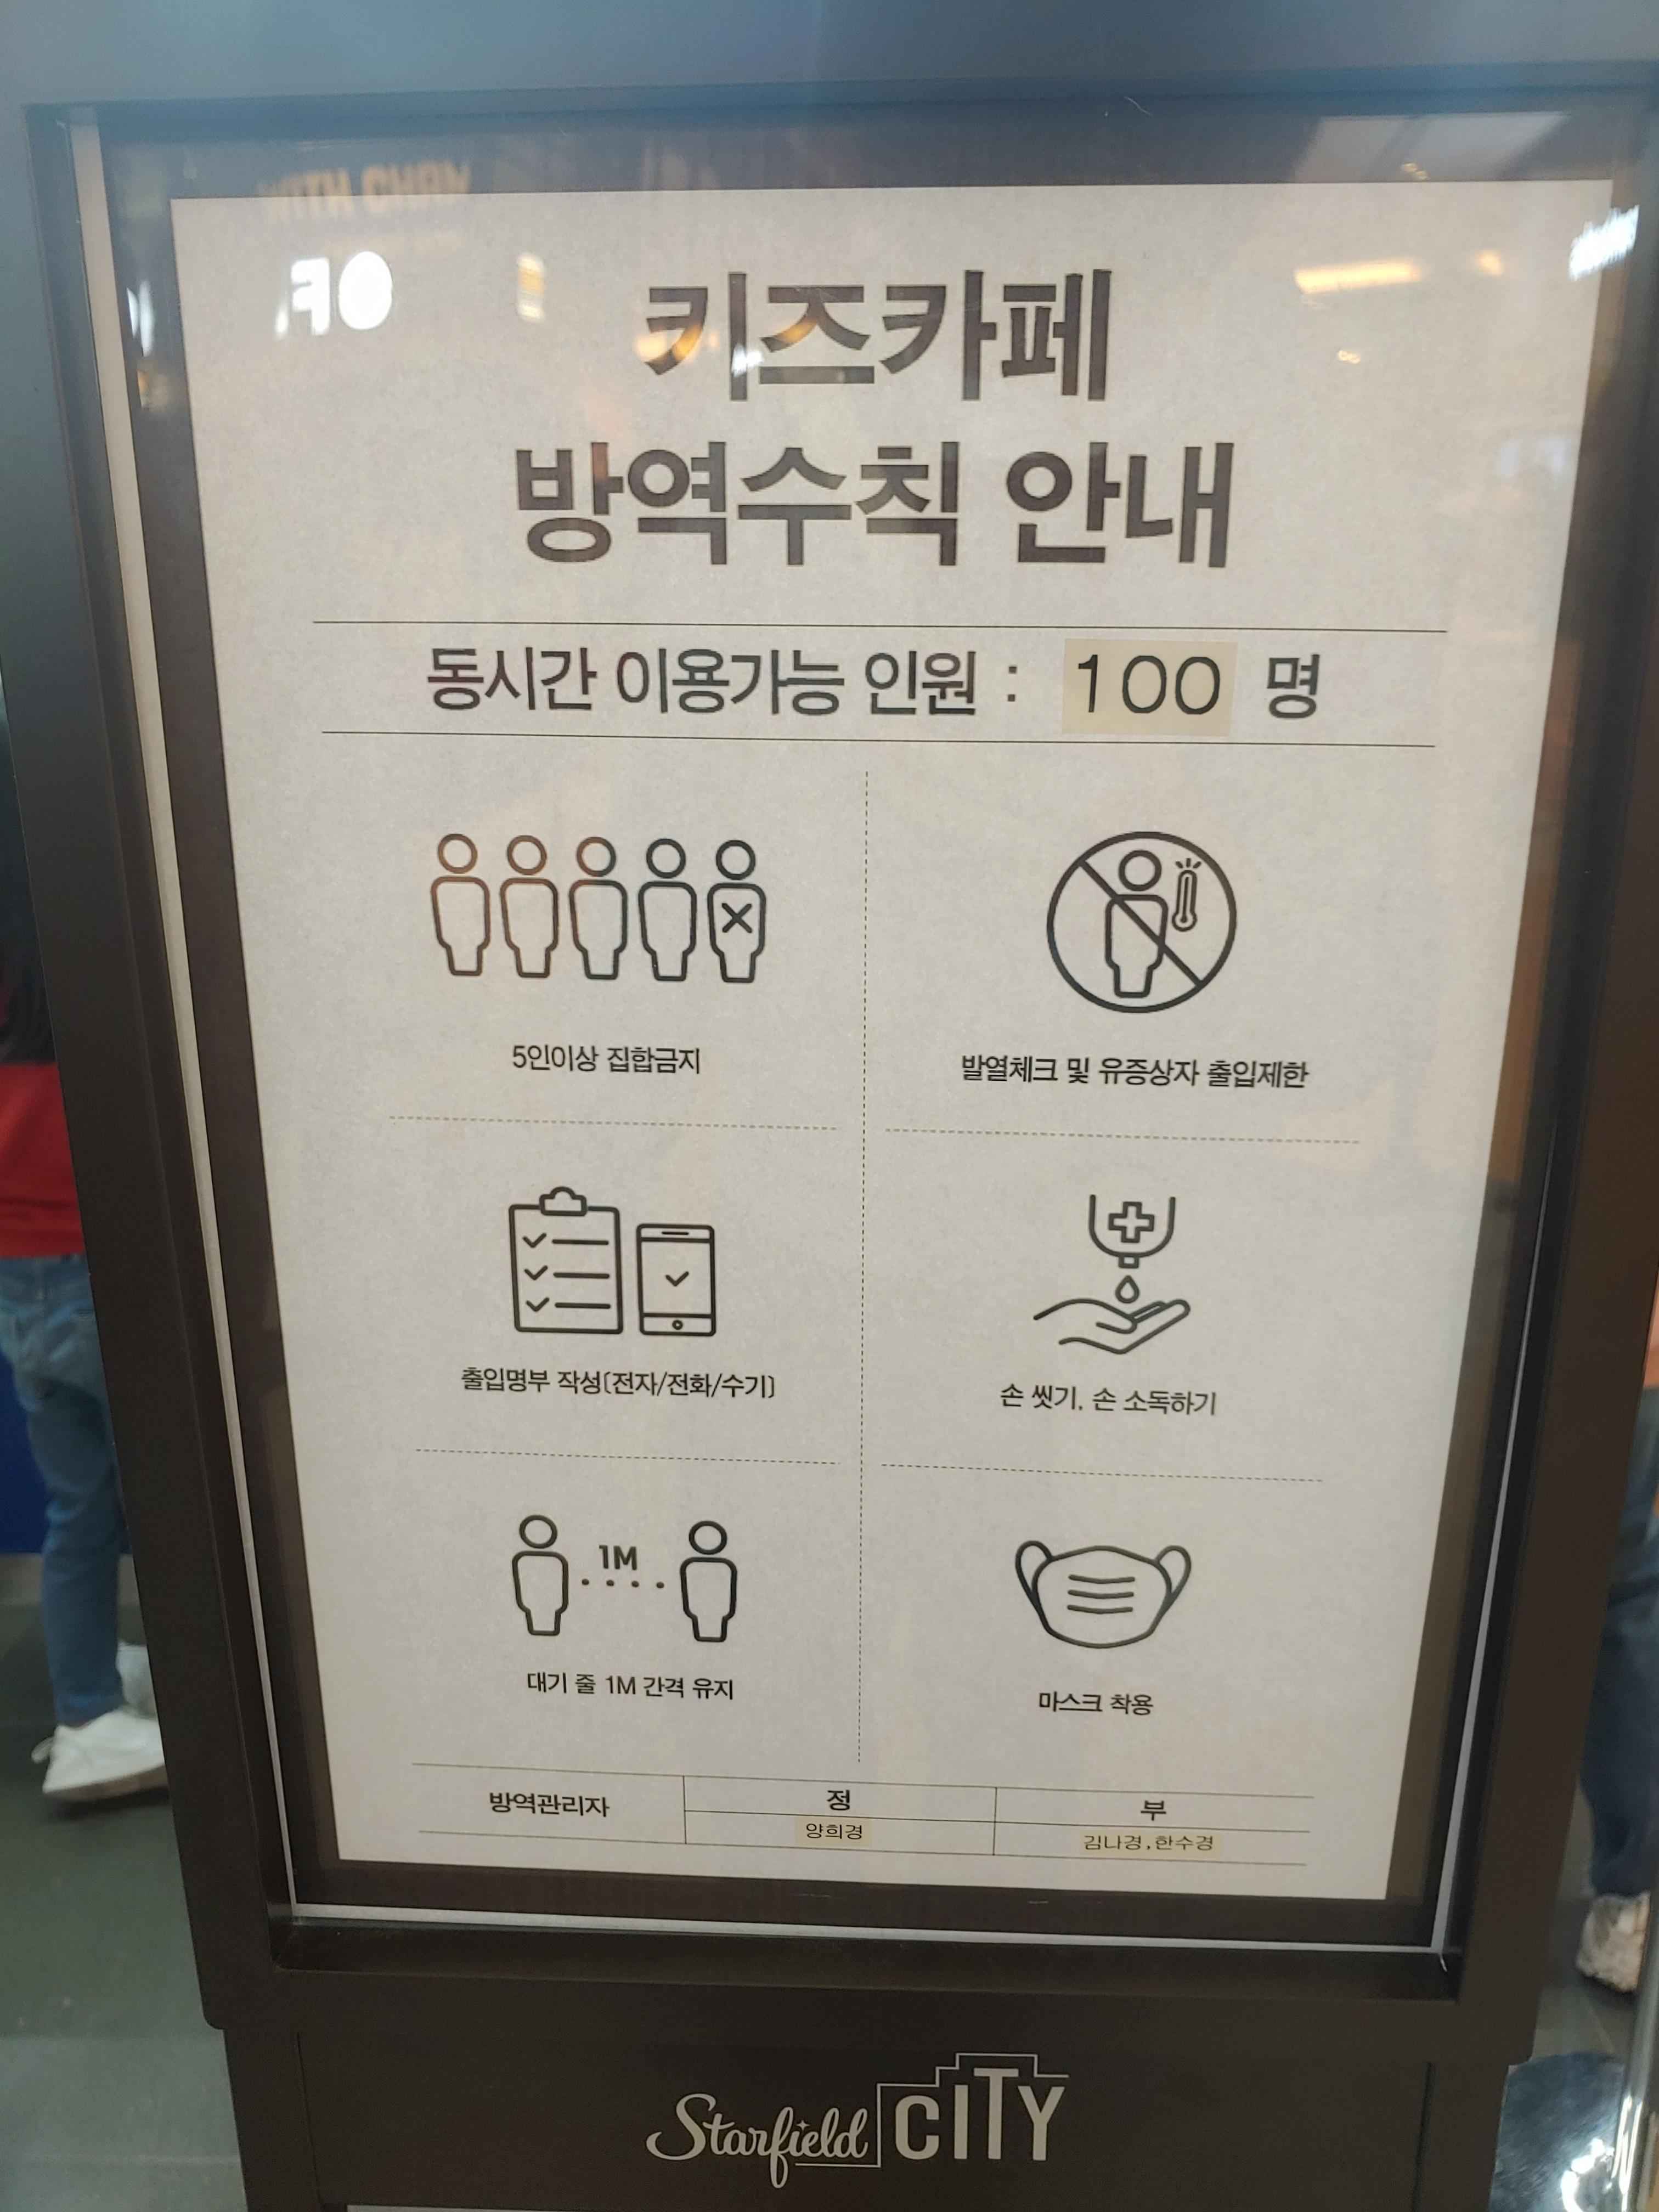 키즈카페
방역수칙 안내
동시간 이용가능 인원 : 100 명
5인이상 집합금지
발열체크 및 유증상자 출입제한
출입명부 작성(전자/전화/수기)
손 씻기, 손 소독하기
1M
대기 줄 1M 간격 유지
마스크 착용
방역관리자
정
부
양희경
김나경,한수경
Starfield CITY